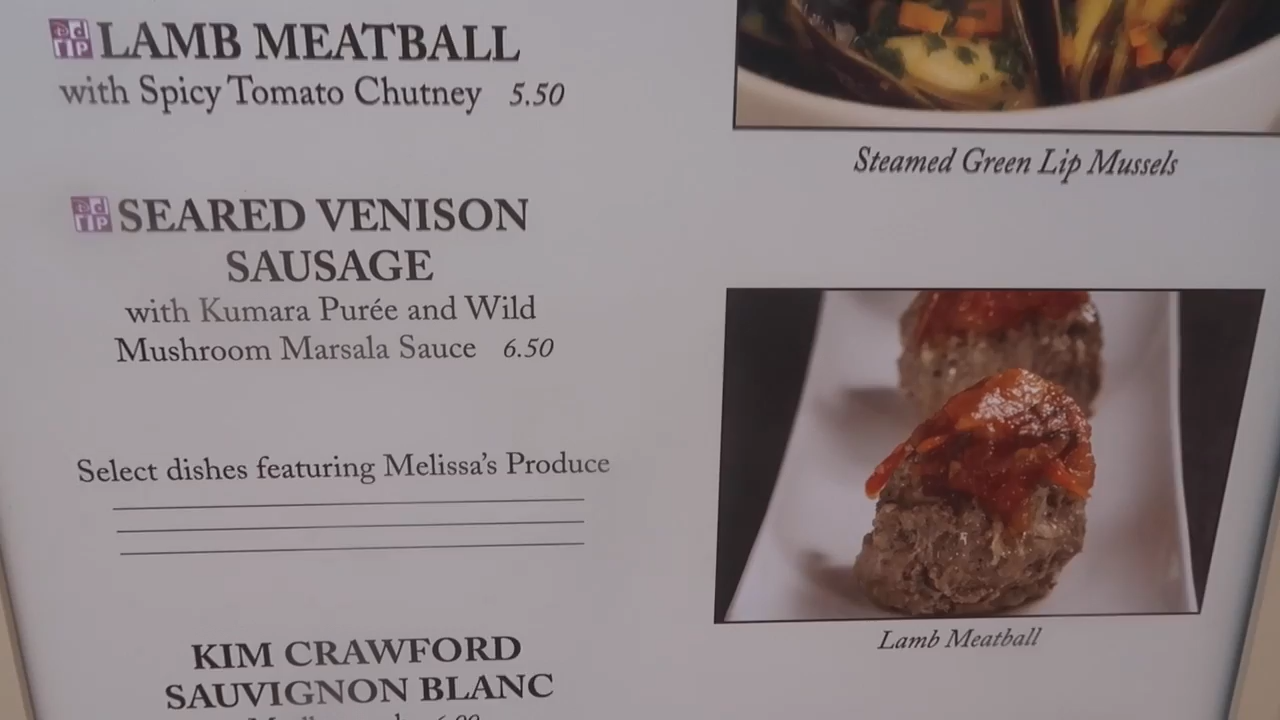 LAMB MEATBALL
with Spicy Tomato Chutney 5.50
SEARED VENISON
SAUSAGE
with Kumara Purée and Wild
Mushroom Marsala Sauce 6.50
Select dishes featuring Melissa's Produce
KIM CRAWFORD
SAUVIGNON BLANC
Steamed Green Lip Mussels
Lamb Meatball